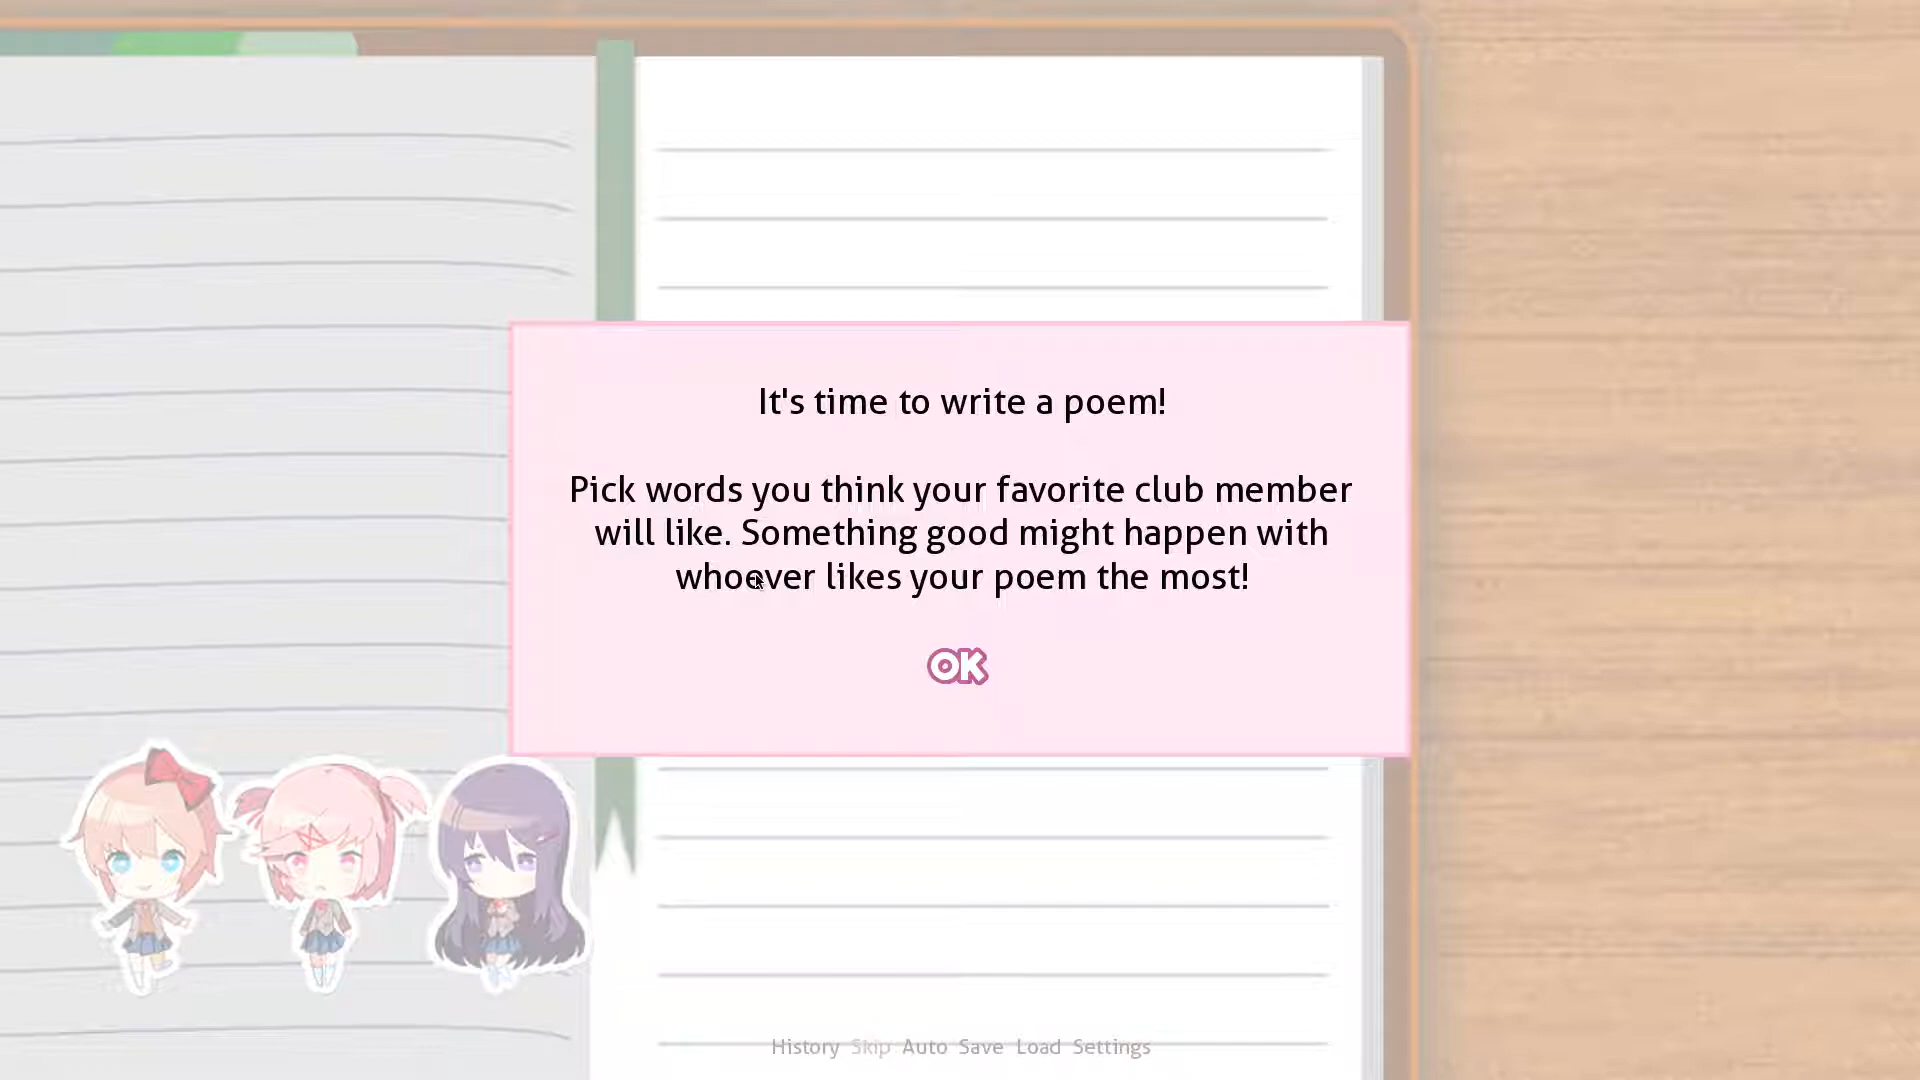 It's time to write a poem!
Pick words you think your favorite club member
will like. Something good might happen with
whoever likes your poem the most!
OK
History Skip Auto Save Load Settings